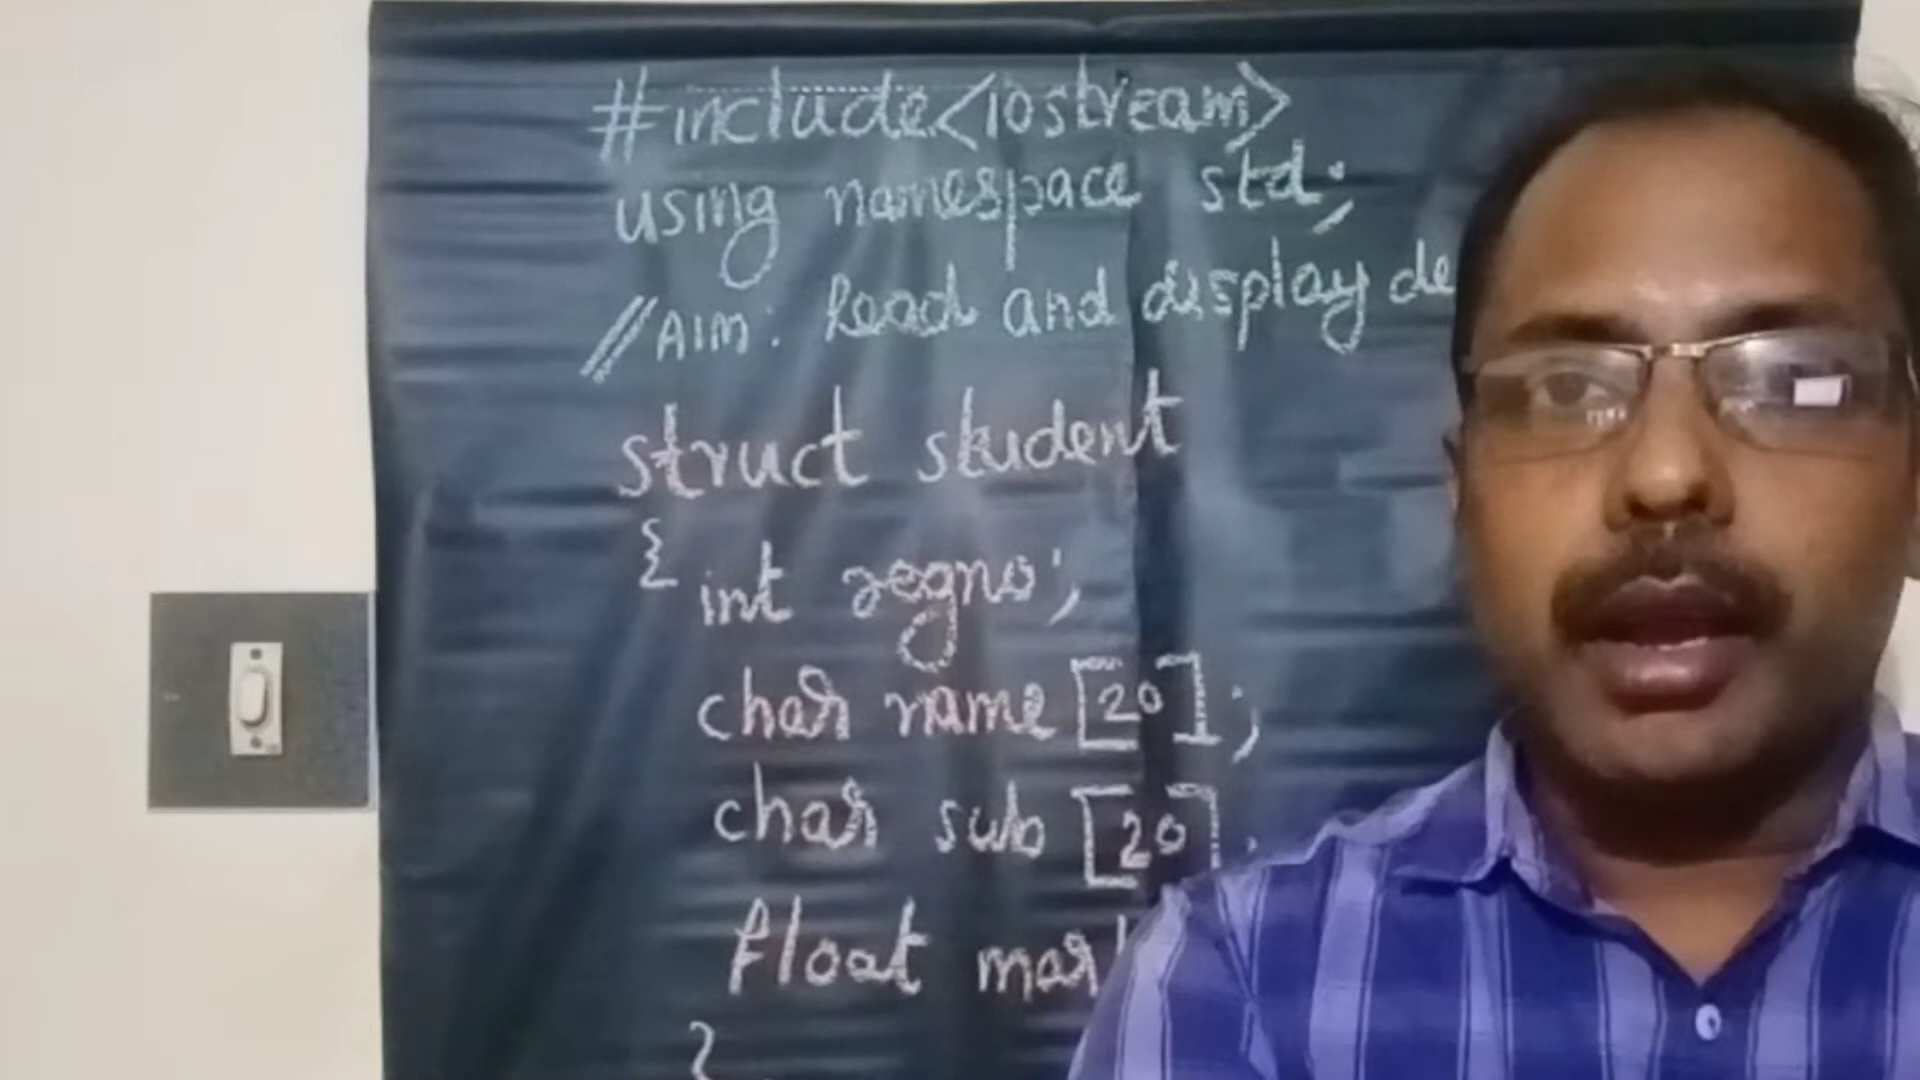 #include<iostream>
using namespace std;
//AIM: Read and display de
struct student
{ int regno;
char name [20];
char sub [20];
float mar
}